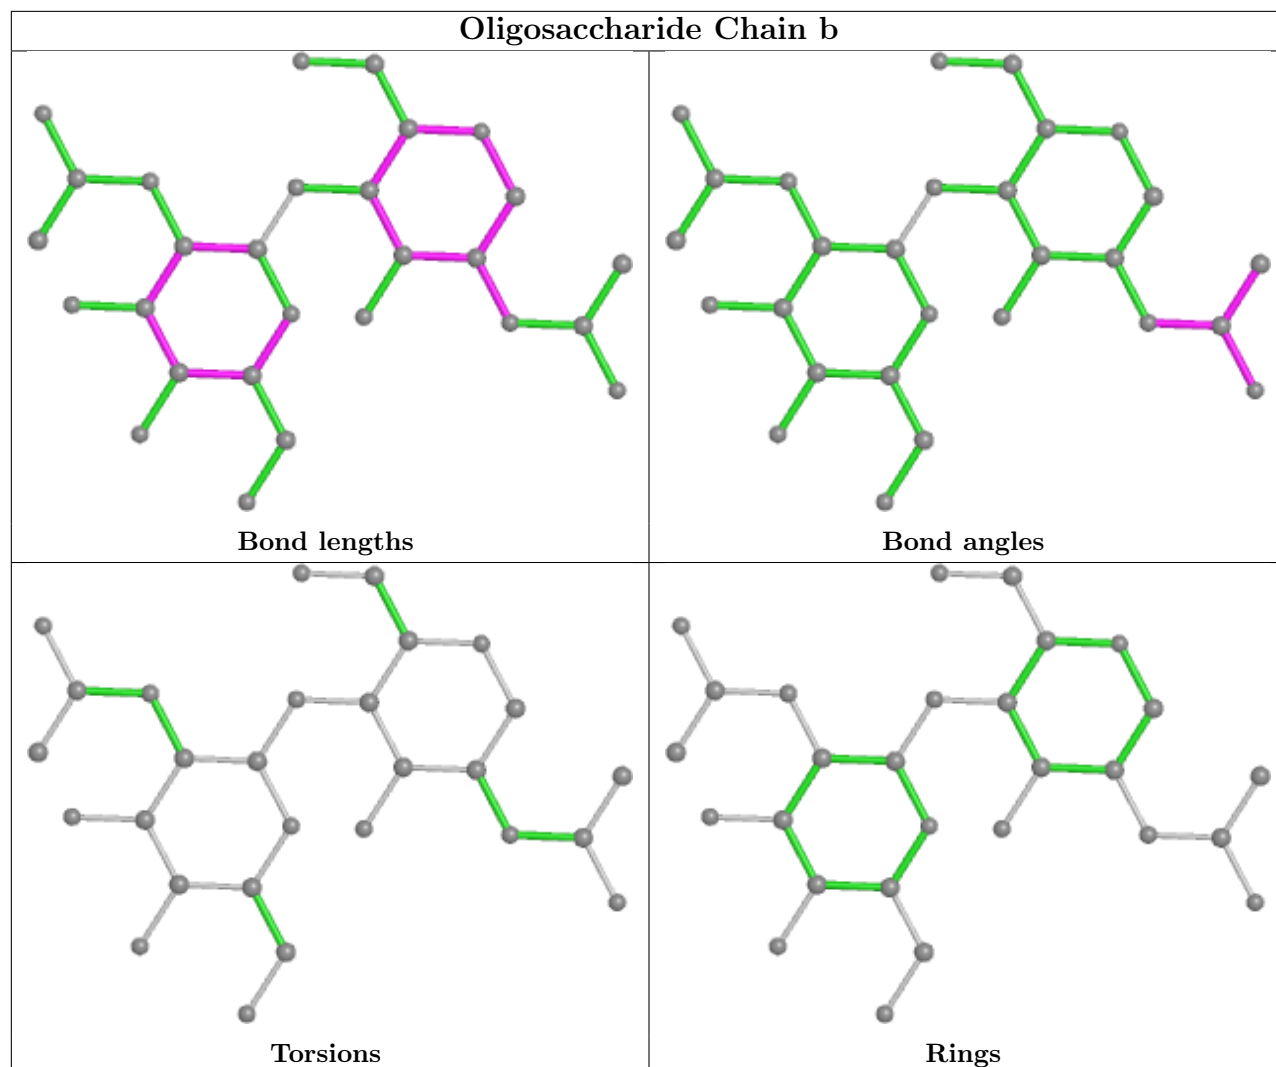 Oligosaccharide Chain b
Bond lengths
Bond angles
Torsions
Rings